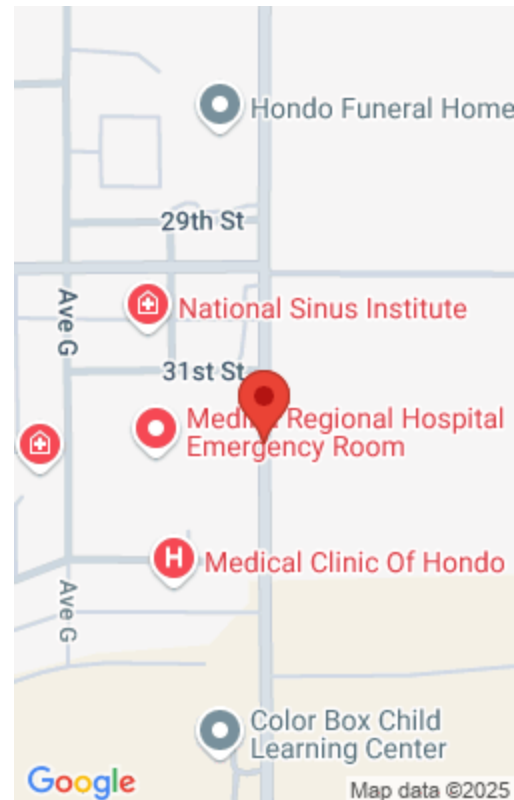 Hondo Funeral Home
29th St
Ave G
National Sinus Institute
31st St
Medina Regional Hospital
Emergency Room
H
Medical Clinic Of Hondo
Ave G
Color Box Child
Learning Center
Google
Map data ©2025